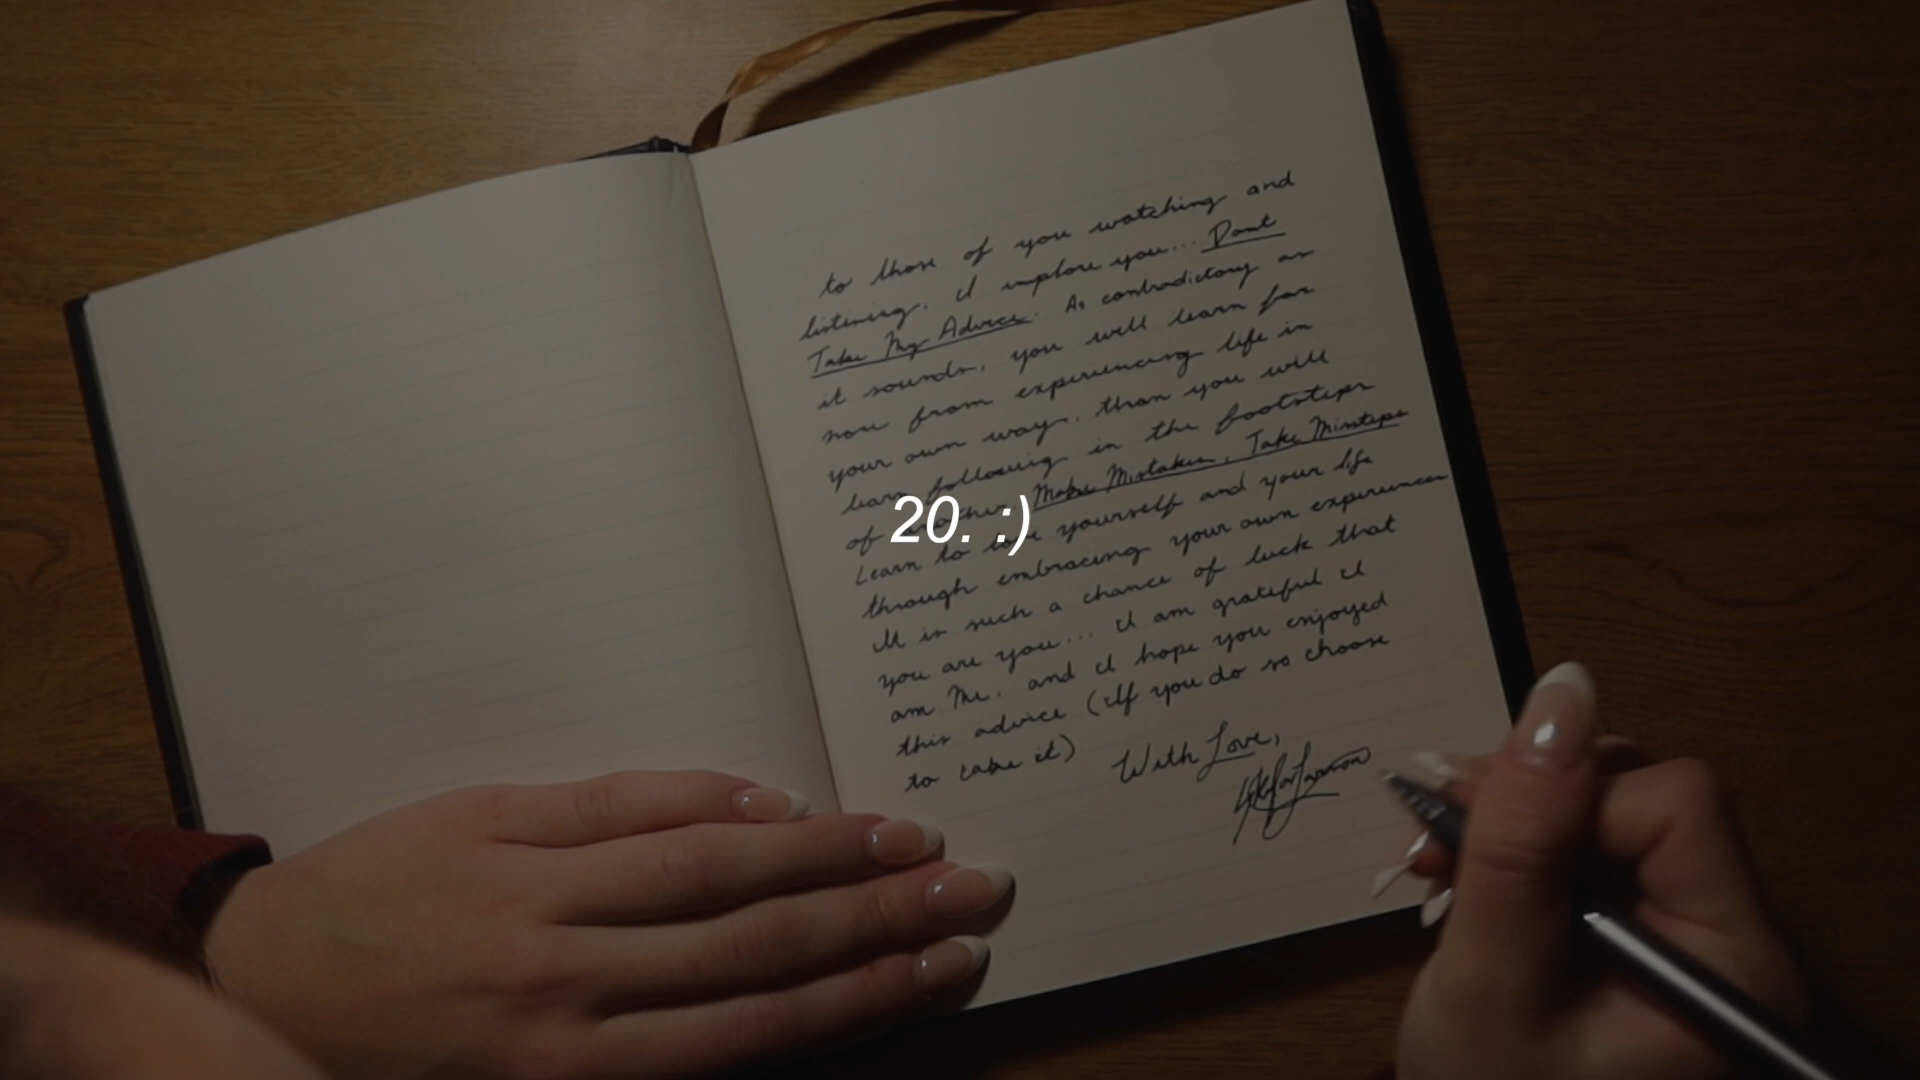 to those of you watching and
listening, I implore you... Dont
Take My Advice. As contradictory as
it sounds, you will learn far
more from experiencing life in
your own way, than you will
learn following in the footsteps
of another. Make Mistakes, Take Missteps
Learn to love yourself and your life
through embracing your own experiences
It is such a chance of luck that
you are you... I am grateful I
am Me, and I hope you enjoyed
this advice (If you do so choose
to take it)
With Love,
20. :)